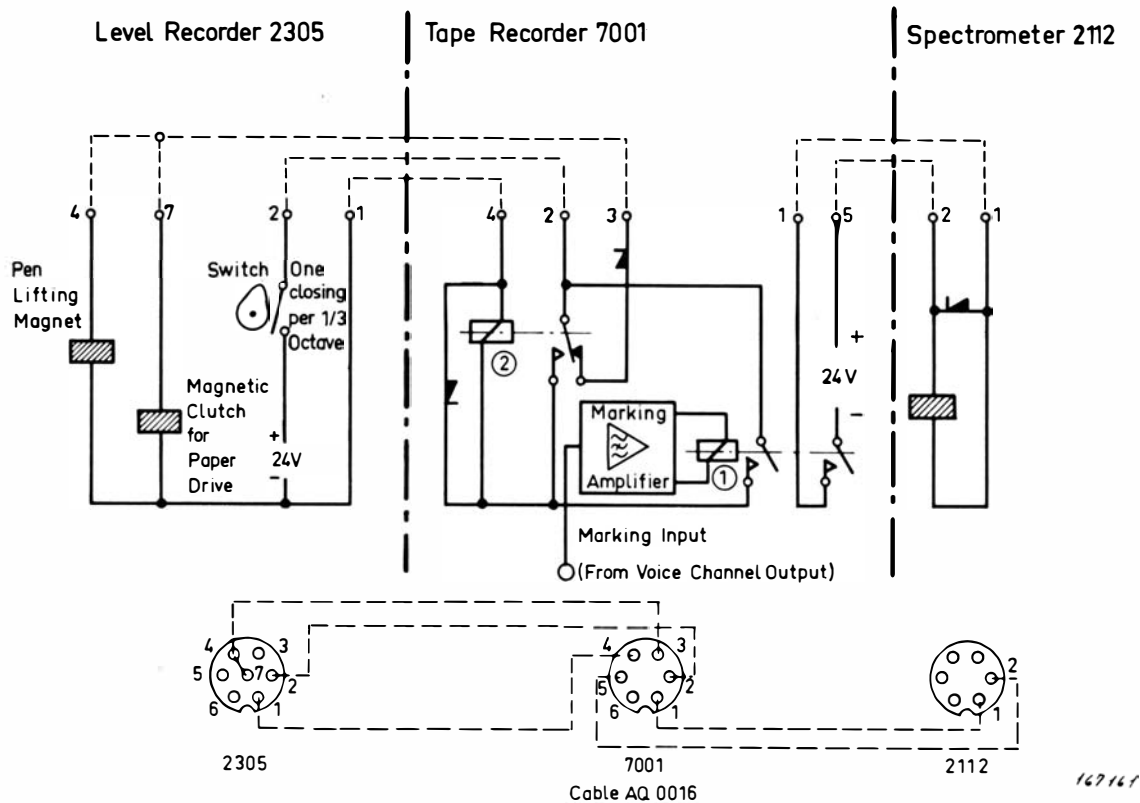 Level Recorder 2305
Tape Recorder 7001
Spectrometer 2112
4
7
2
1
4
2
3
1
5
2
1
Pen
Lifting
Magnet
Switch
One
closing
per 1/3
Octave
Magnetic
Clutch
for
Paper
Drive
+
24V
−
2
Marking
Amplifier
1
+
24V
−
Marking Input
(From Voice Channel Output)
4
3
5
7
2
6
1
4
3
5
2
6
1
2
1
2305
7001
2112
Cable AQ 0016